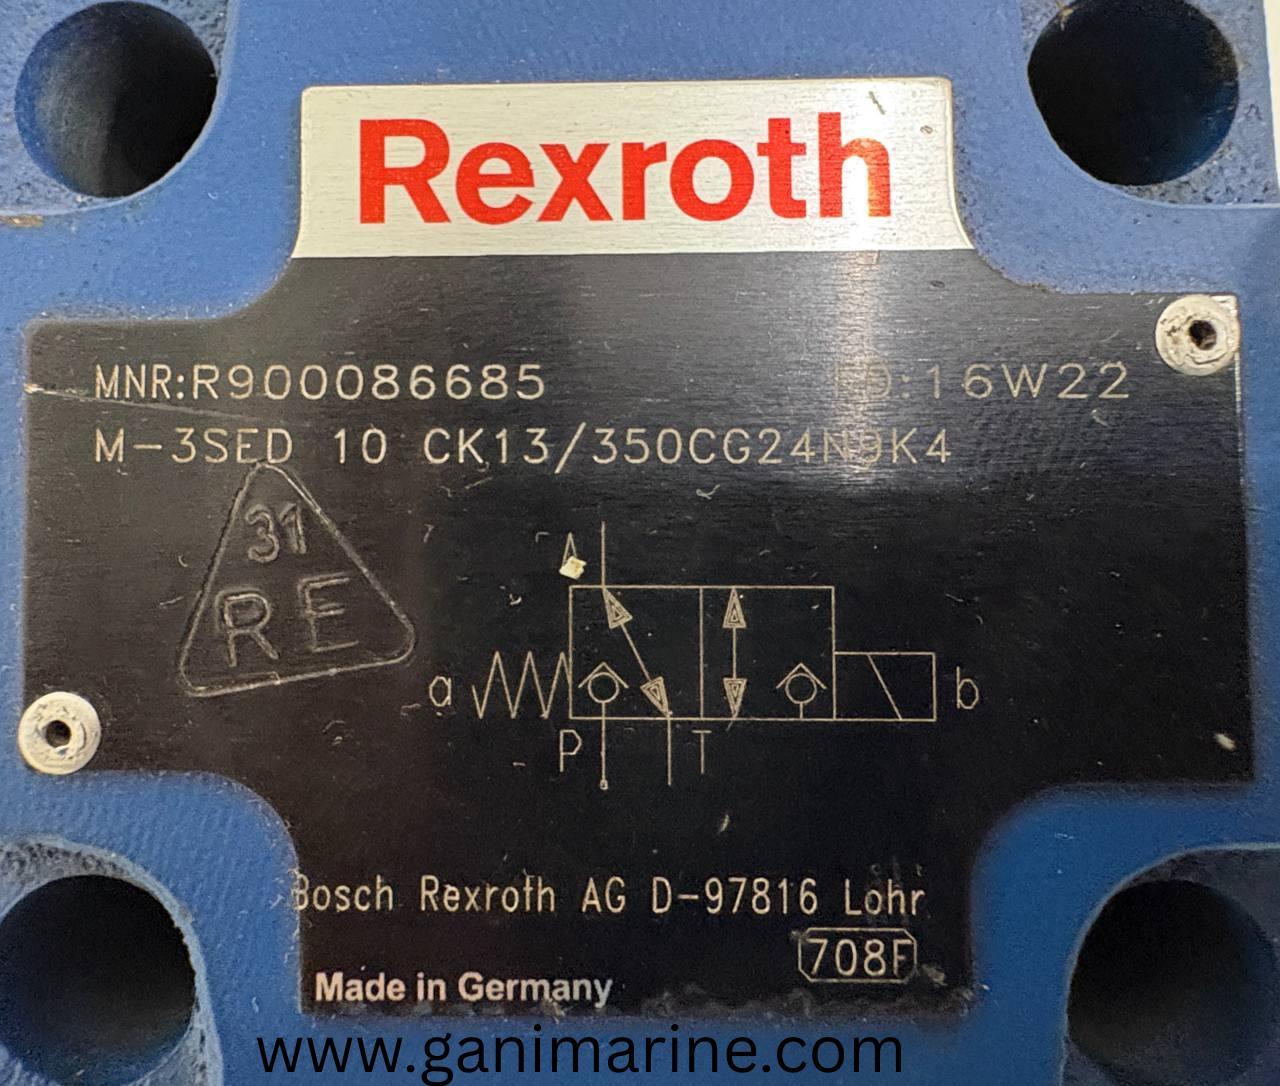 Rexroth
MNR:R900086685 FD:16W22
M-3SED 10 CK13/350CG24N9K4
31
RE
A
a
b
P T
Bosch Rexroth AG D-97816 Lohr
708F
Made in Germany
www.ganimarine.com